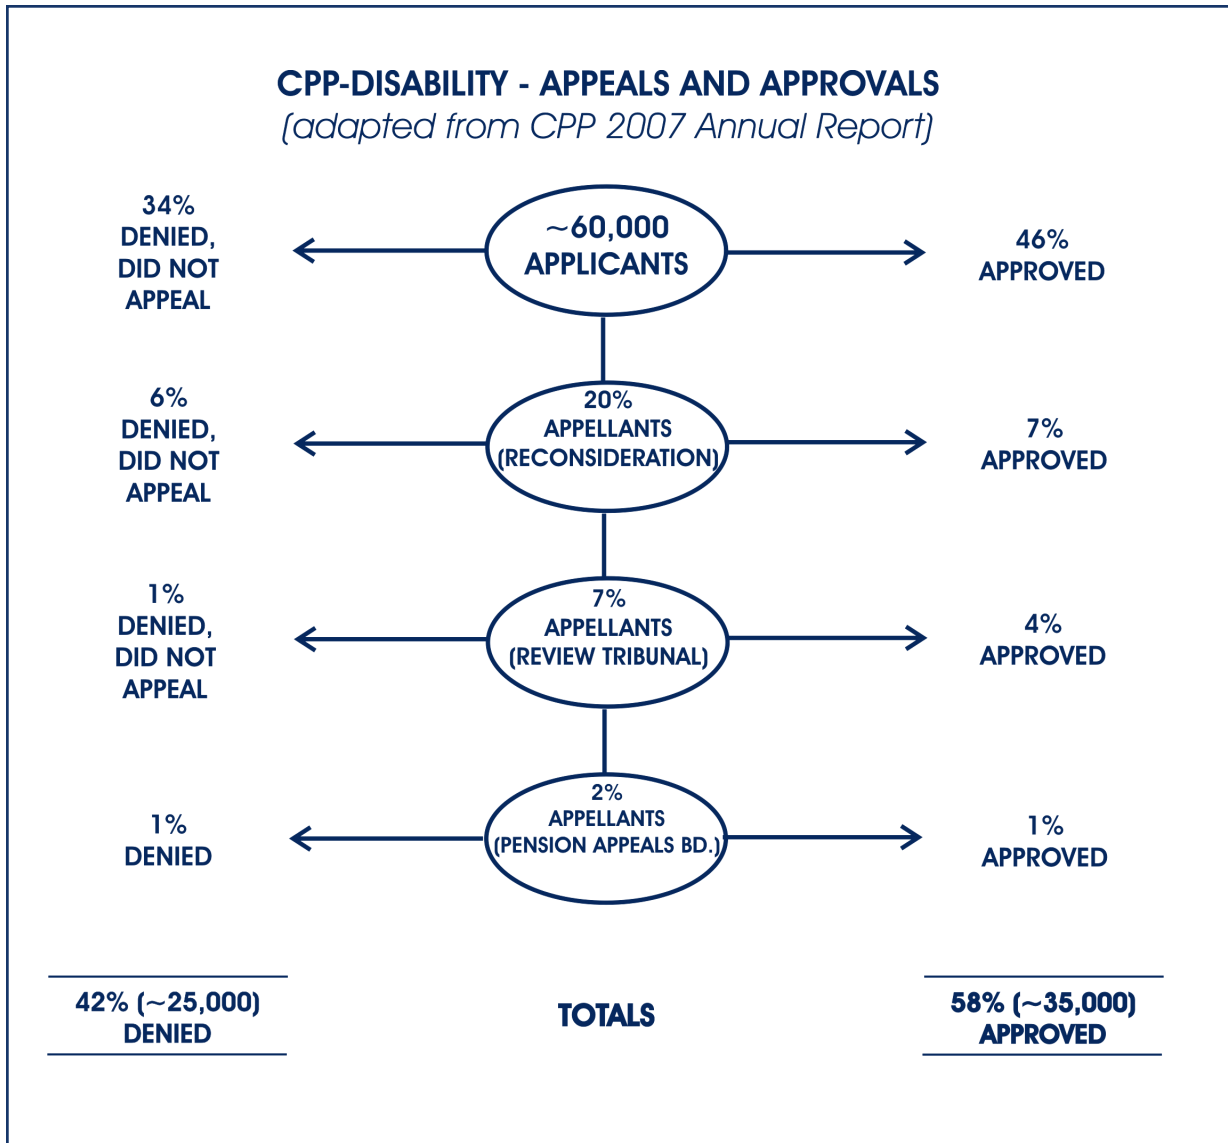 CPP-DISABILITY - APPEALS AND APPROVALS
(adapted from CPP 2007 Annual Report)
34%
DENIED,
DID NOT
APPEAL
~60,000
APPLICANTS
46%
APPROVED
6%
DENIED,
DID NOT
APPEAL
20%
APPELLANTS
(RECONSIDERATION)
7%
APPROVED
1%
DENIED,
DID NOT
APPEAL
7%
APPELLANTS
(REVIEW TRIBUNAL)
4%
APPROVED
1%
DENIED
2%
APPELLANTS
(PENSION APPEALS BD.)
1%
APPROVED
42% (~25,000)
DENIED
TOTALS
58% (~35,000)
APPROVED